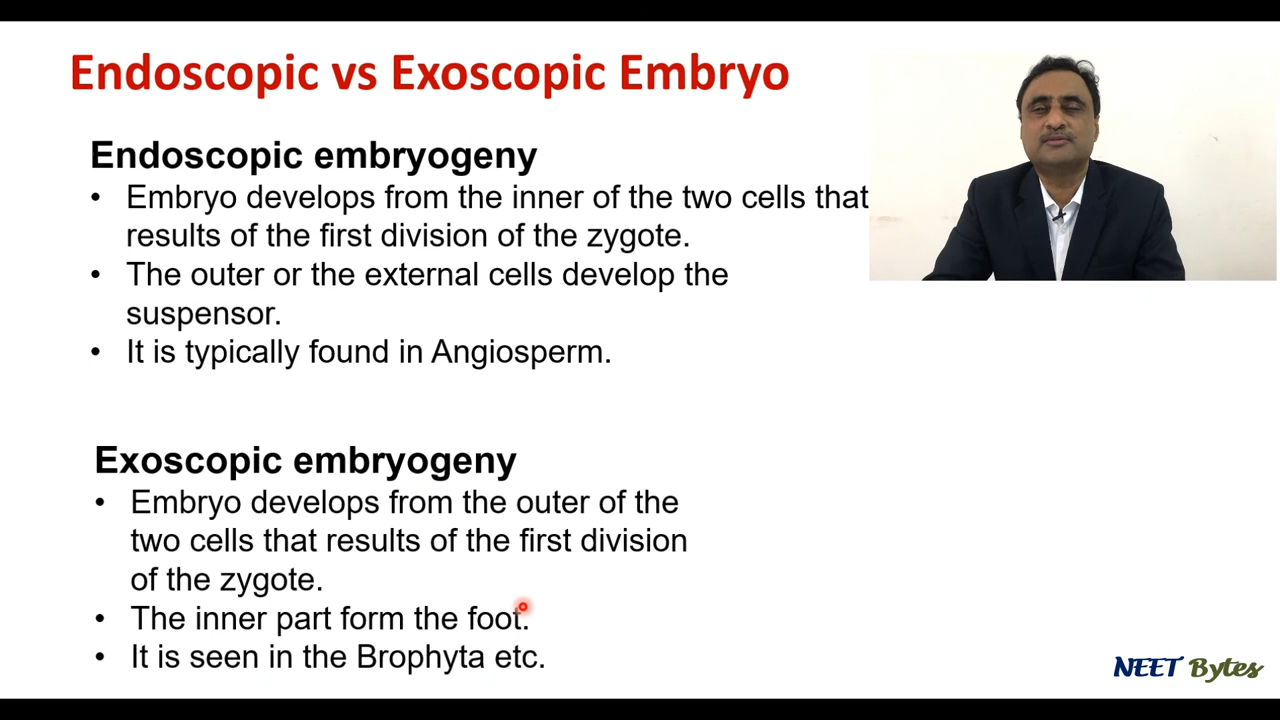 Endoscopic vs Exoscopic Embryo
Endoscopic embryogeny
• Embryo develops from the inner of the two cells that
results of the first division of the zygote.
• The outer or the external cells develop the
suspensor.
• It is typically found in Angiosperm.
Exoscopic embryogeny
• Embryo develops from the outer of the
two cells that results of the first division
of the zygote.
• The inner part form the foot.
• It is seen in the Brophyta etc.
NEET Bytes